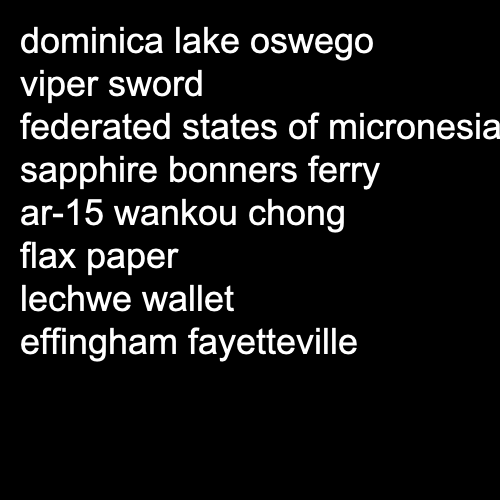 dominica lake oswego
viper sword
federated states of micronesia
sapphire bonners ferry
ar-15 wankou chong
flax paper
lechwe wallet
effingham fayetteville